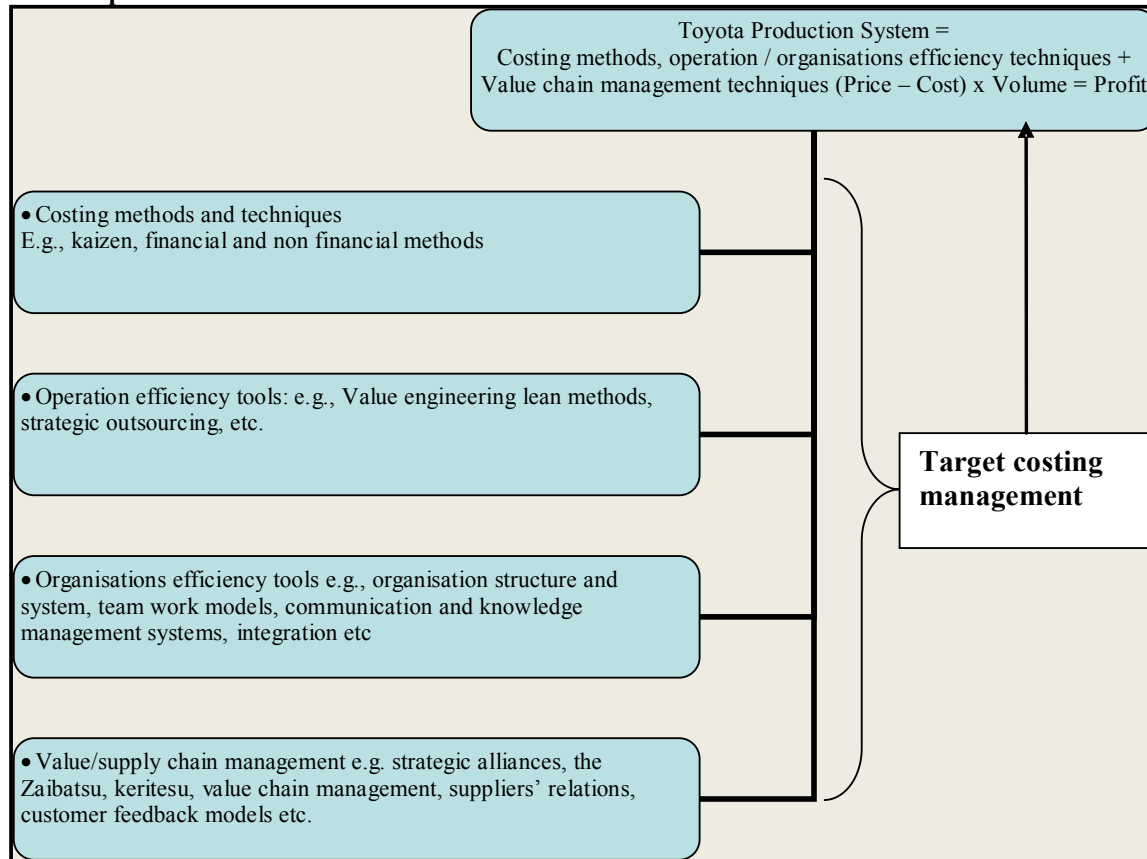 Toyota Production System =
Costing methods, operation / organisations efficiency techniques +
Value chain management techniques (Price – Cost) x Volume = Profit
• Costing methods and techniques
E.g., kaizen, financial and non financial methods
• Operation efficiency tools: e.g., Value engineering lean methods,
strategic outsourcing, etc.
Target costing
management
• Organisations efficiency tools e.g., organisation structure and
system, team work models, communication and knowledge
management systems, integration etc
• Value/supply chain management e.g. strategic alliances, the
Zaibatsu, keritesu, value chain management, suppliers’ relations,
customer feedback models etc.